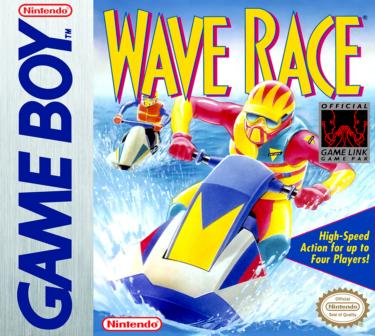 Nintendo
GAME BOY
TM
WAVE RACE
®
OFFICIAL
GAME LINK
GAME PAK
High-Speed
Action for up to
Four Players!
Nintendo
Official
Nintendo
Seal of Quality